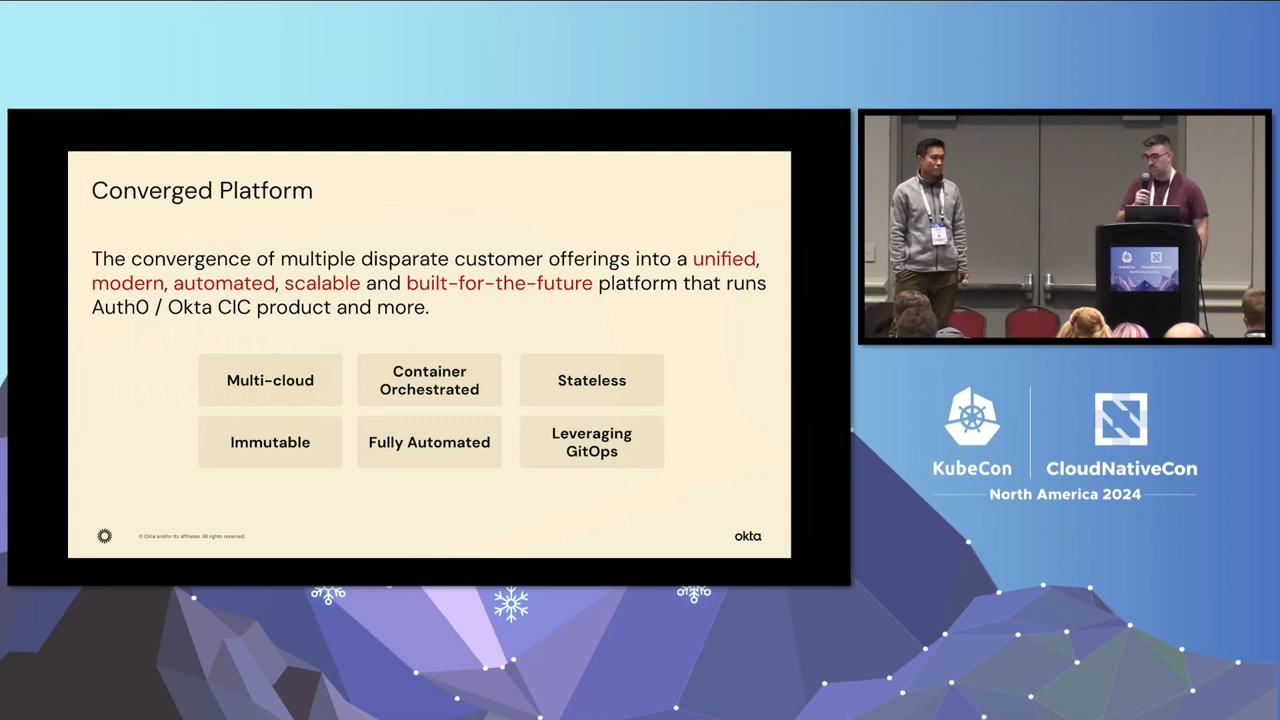 Converged Platform
The convergence of multiple disparate customer offerings into a unified,
modern, automated, scalable and built-for-the-future platform that runs
Auth0 / Okta CIC product and more.
Multi-cloud
Container
Orchestrated
Stateless
Immutable
Fully Automated
Leveraging
GitOps
© Okta and/or its affiliates. All rights reserved.
okta
KubeCon
CloudNativeCon
North America 2024
KubeCon
CloudNativeCon